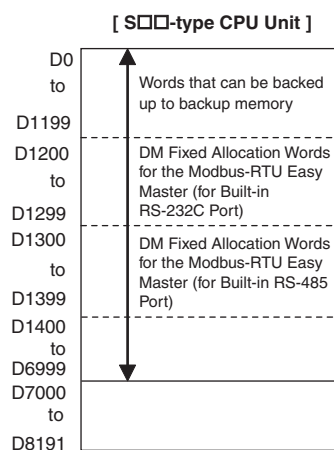 [ S□□-type CPU Unit ]
D0
to
D1199
Words that can be backed
up to backup memory
D1200
to
D1299
DM Fixed Allocation Words
for the Modbus-RTU Easy
Master (for Built-in
RS-232C Port)
D1300
to
D1399
DM Fixed Allocation Words
for the Modbus-RTU Easy
Master (for Built-in RS-485
Port)
D1400
to
D6999
D7000
to
D8191